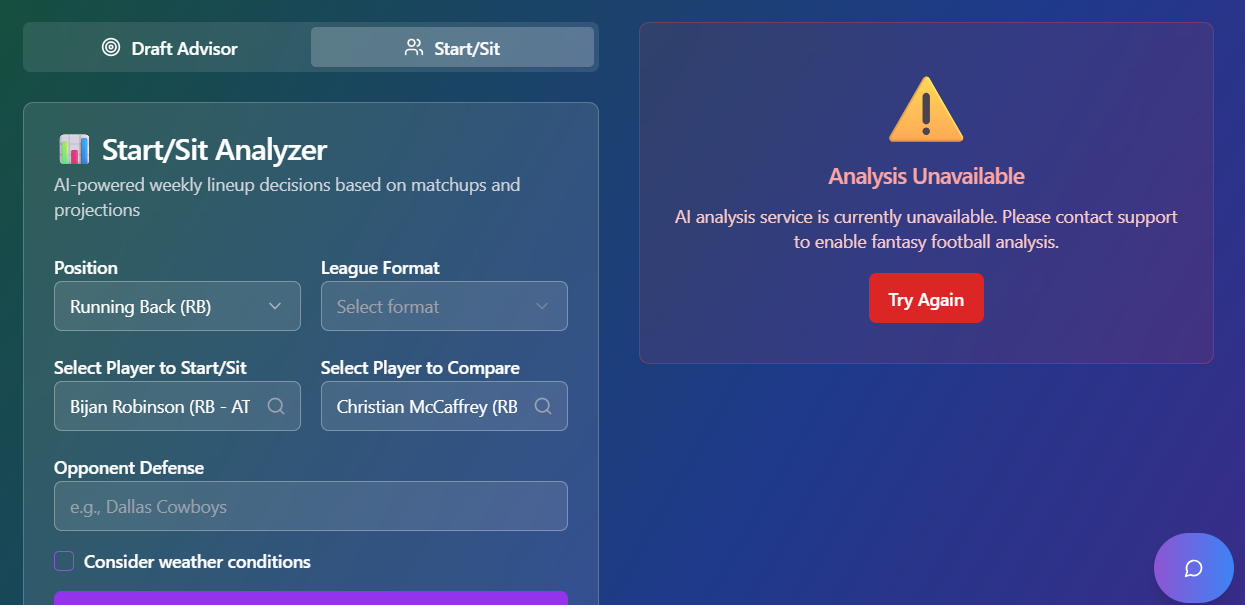 Draft Advisor
Start/Sit
Start/Sit Analyzer
AI-powered weekly lineup decisions based on matchups and
projections
Position
League Format
Running Back (RB)
Select format
Select Player to Start/Sit
Select Player to Compare
Bijan Robinson (RB - AT
Christian McCaffrey (RB
Opponent Defense
e.g., Dallas Cowboys
Consider weather conditions
Analysis Unavailable
AI analysis service is currently unavailable. Please contact support
to enable fantasy football analysis.
Try Again